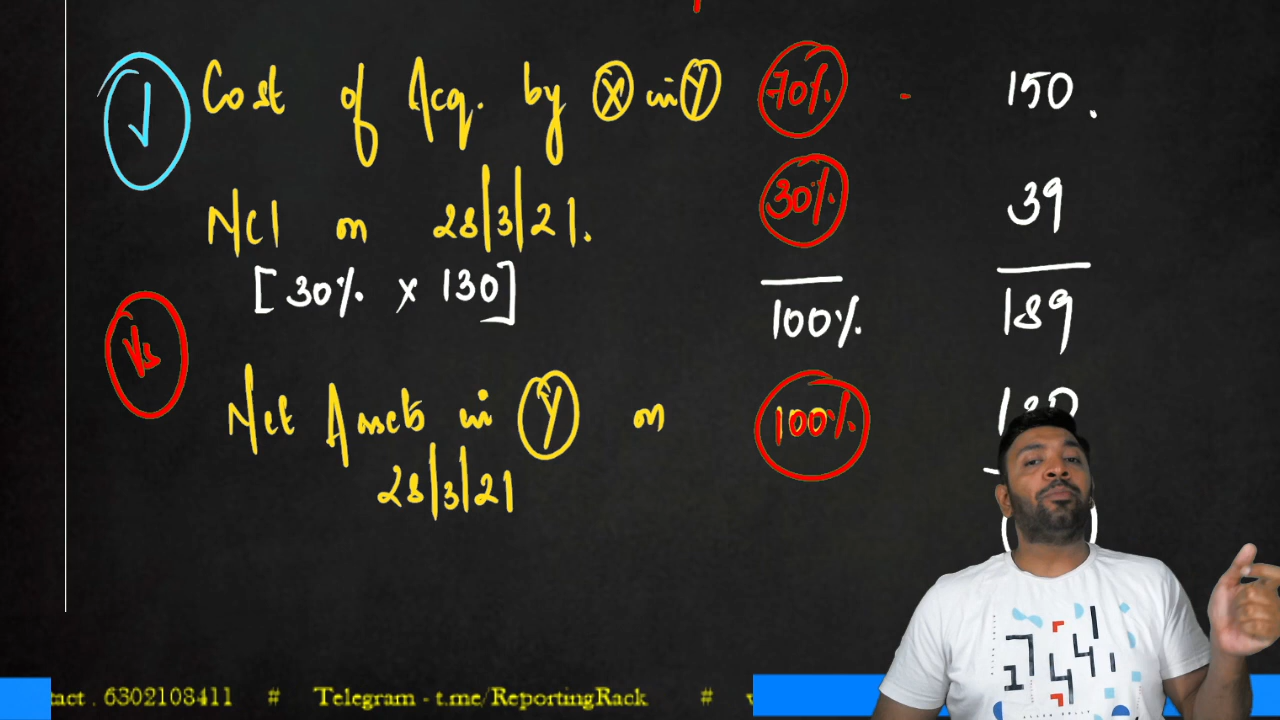 √ Cost of Acq. by X in Y 70% - 150.
NCI on 28/3/21. 30% 39
[30% x 130] 100% 189
Vs
Net Assets in Y on 100%
28/3/21
act . 6302108411 # Telegram - t.me/ReportingRack #